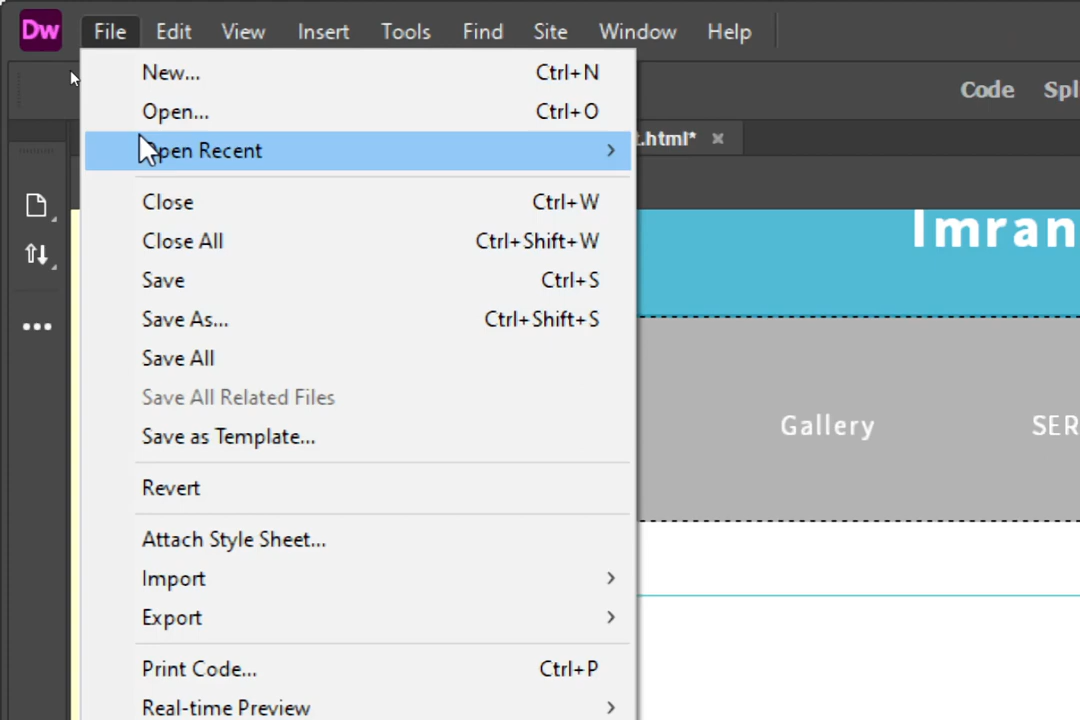 Dw File Edit View Insert Tools Find Site Window Help
New... Ctrl+N
Code
Open... Ctrl+O
.html* ×
Open Recent
Close Ctrl+W
Imran
Close All Ctrl+Shift+W
Save Ctrl+S
Save As... Ctrl+Shift+S
Save All
Save All Related Files
Gallery SER
Save as Template...
Revert
Attach Style Sheet...
Import
Export
Print Code... Ctrl+P
Real-time Preview